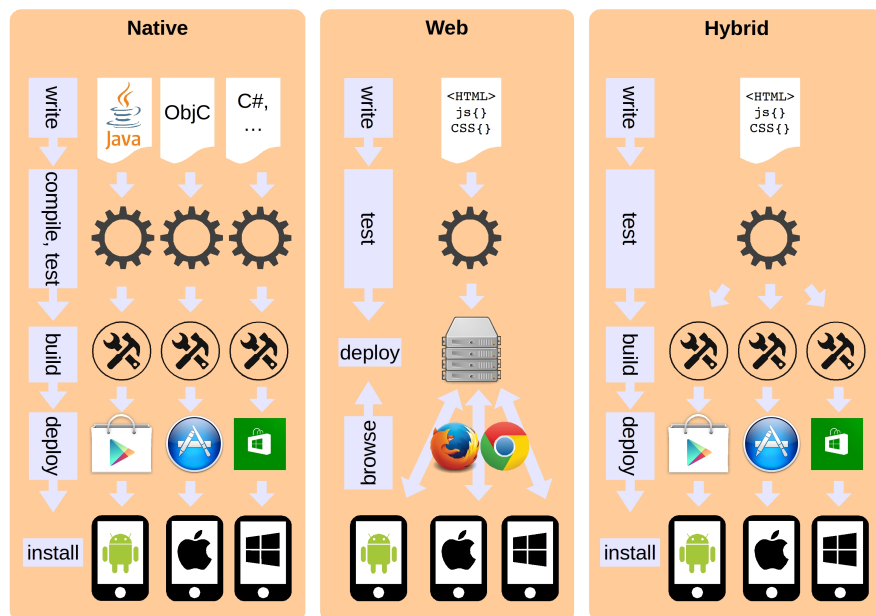 Native
write
Java
ObjC
C#,
...
compile, test
build
deploy
install
Web
write
<HTML>
js{}
CSS{}
test
deploy
browse
Hybrid
write
<HTML>
js{}
CSS{}
test
build
deploy
install